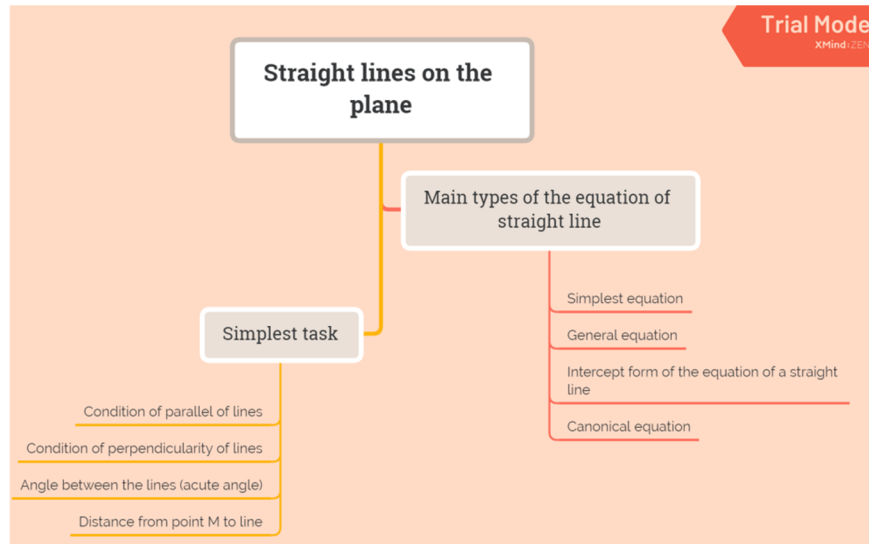 Trial Mode
XMind:ZEN
Straight lines on the
plane
Main types of the equation of
straight line
Simplest equation
General equation
Intercept form of the equation of a straight
line
Canonical equation
Simplest task
Condition of parallel of lines
Condition of perpendicularity of lines
Angle between the lines (acute angle)
Distance from point M to line